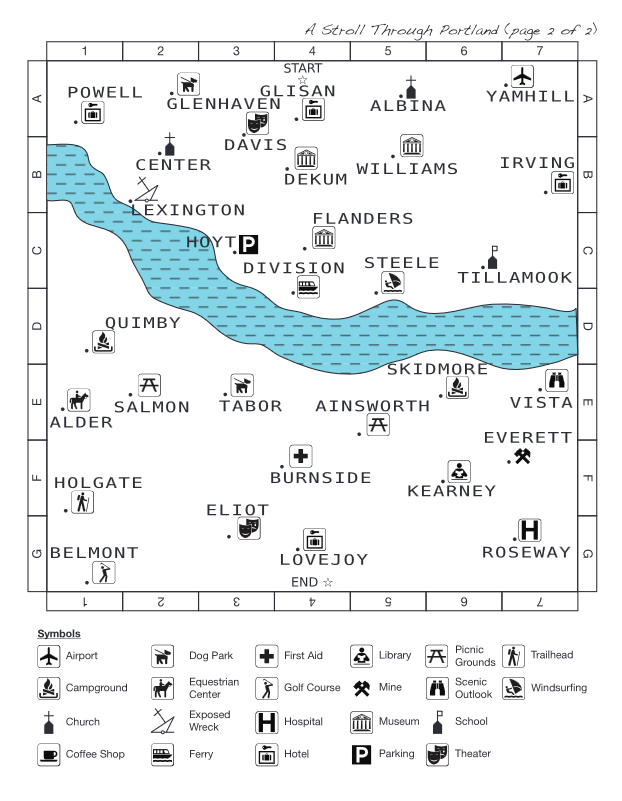 A Stroll Through Portland (page 2 of 2)
1 2 3 4 5 6 7
START
A POWELL GLENHAVEN GLISAN ALBINA YAMHILL A
DAVIS
B CENTER DEKUM WILLIAMS IRVING B
LEXINGTON
FLANDERS
C HOYT P C
DIVISION STEELE TILLAMOOK
D QUIMBY D
SKIDMORE
E SALMON TABOR AINSWORTH VISTA E
ALDER
EVERETT
F HOLGATE BURNSIDE KEARNEY F
ELIOT
G BELMONT LOVEJOY H ROSEWAY G
END
1 2 3 4 5 6 7
Symbols
Airport Dog Park First Aid Library Picnic Grounds Trailhead
Campground Equestrian Center Golf Course Mine Scenic Outlook Windsurfing
Church Exposed Wreck H Hospital Museum School
Coffee Shop Ferry Hotel P Parking Theater